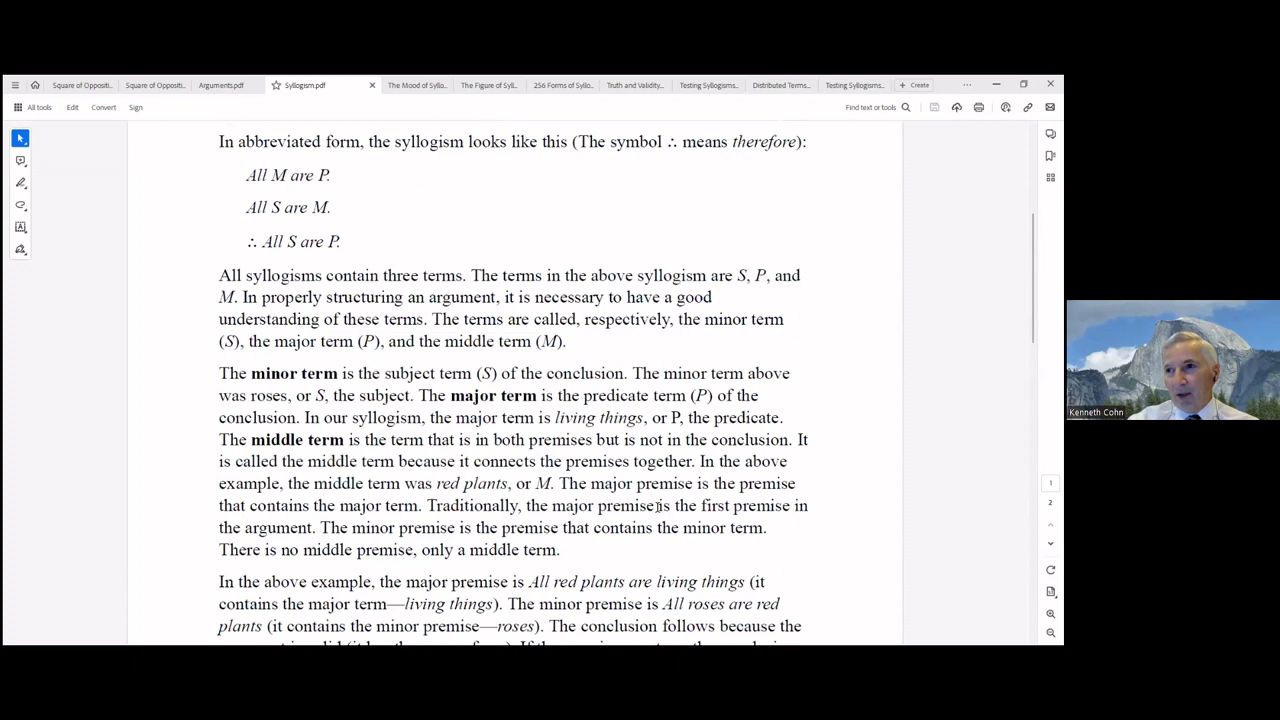 Square of Oppositi...
Square of Oppositi...
Arguments.pdf
Syllogism.pdf
The Mood of Syllo...
The Figure of Syll...
256 Forms of Syllo...
Truth and Validity...
Testing Syllogisms...
Distributed Terms...
Testing Syllogisms...
+ Create
All tools
Edit
Convert
Sign
Find text or tools
In abbreviated form, the syllogism looks like this (The symbol ∴ means therefore):
All M are P.
All S are M.
∴ All S are P.
All syllogisms contain three terms. The terms in the above syllogism are S, P, and
M. In properly structuring an argument, it is necessary to have a good
understanding of these terms. The terms are called, respectively, the minor term
(S), the major term (P), and the middle term (M).
The minor term is the subject term (S) of the conclusion. The minor term above
was roses, or S, the subject. The major term is the predicate term (P) of the
conclusion. In our syllogism, the major term is living things, or P, the predicate.
The middle term is the term that is in both premises but is not in the conclusion. It
is called the middle term because it connects the premises together. In the above
example, the middle term was red plants, or M. The major premise is the premise
that contains the major term. Traditionally, the major premise is the first premise in
the argument. The minor premise is the premise that contains the minor term.
There is no middle premise, only a middle term.
In the above example, the major premise is All red plants are living things (it
contains the major term—living things). The minor premise is All roses are red
plants (it contains the minor premise—roses). The conclusion follows because the
Kenneth Cohn
1
2